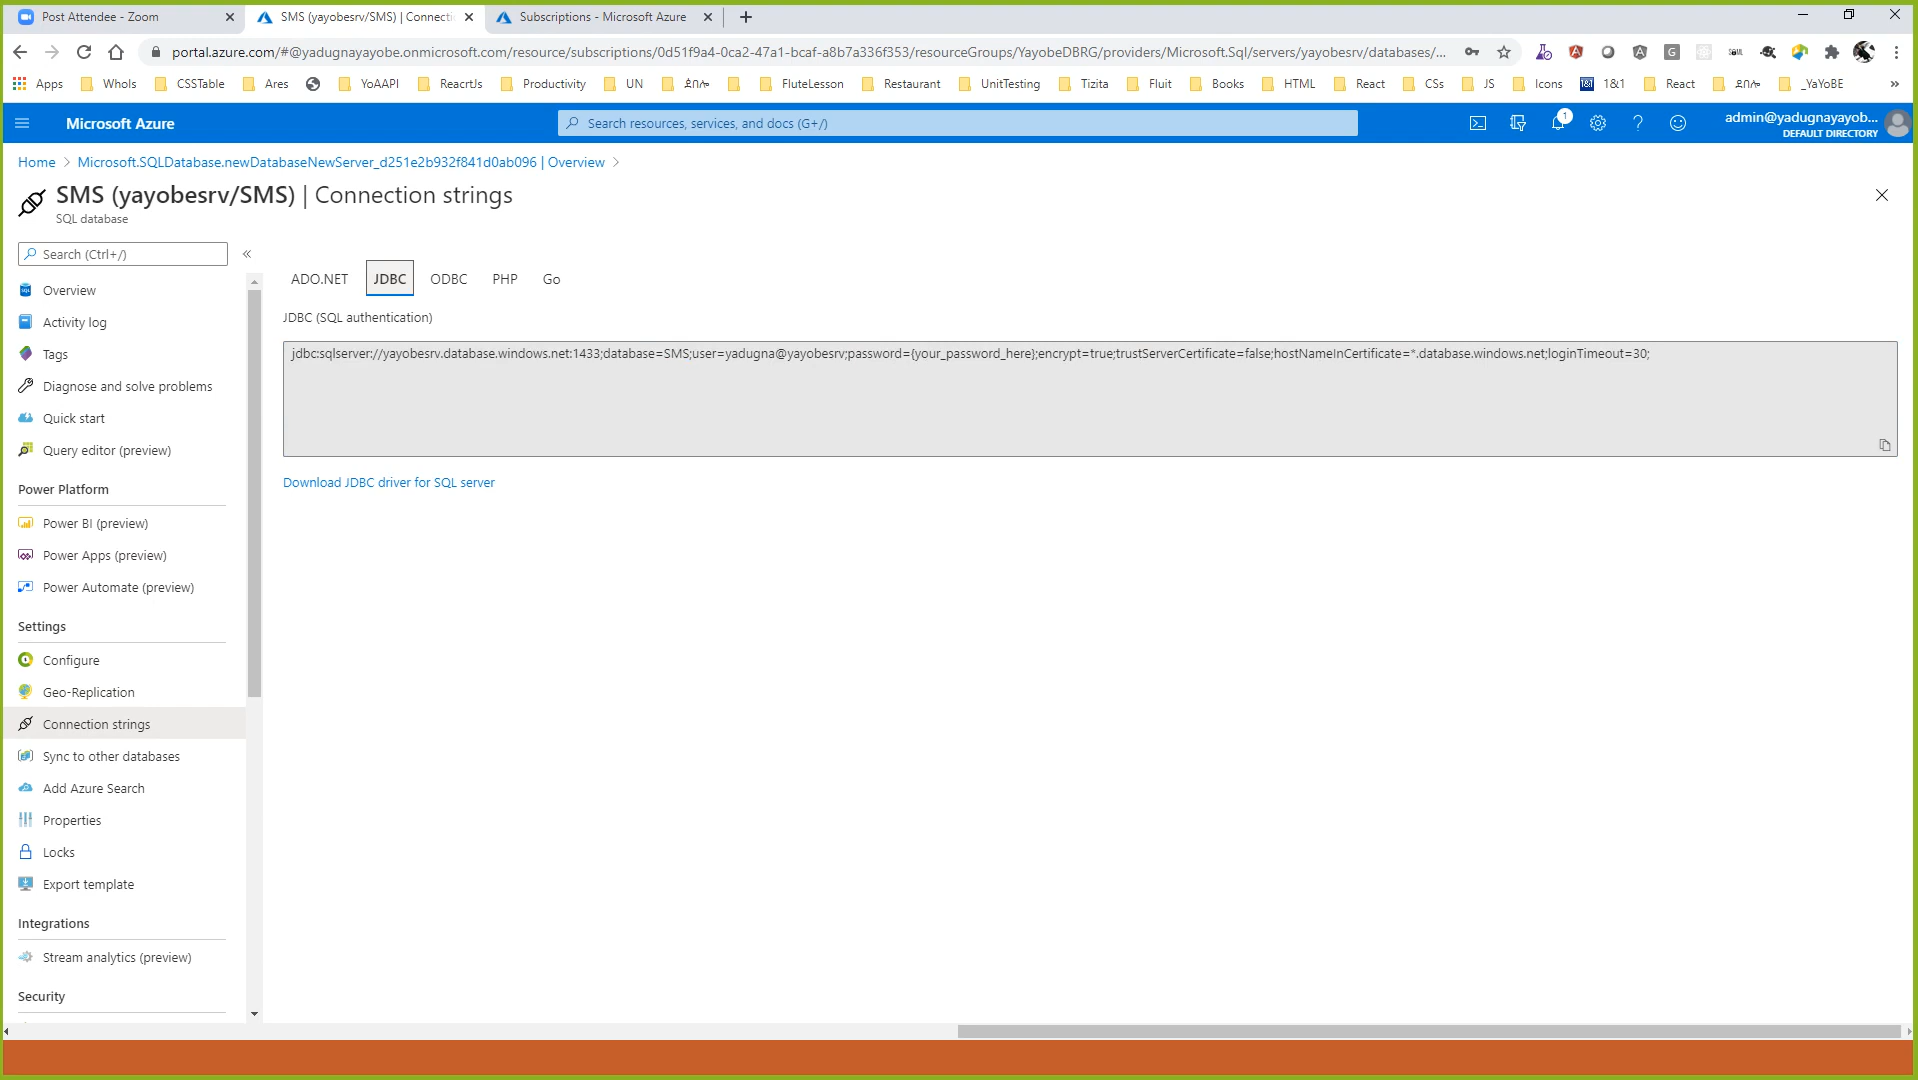 Post Attendee - Zoom
SMS (yayobesrv/SMS) | Connecti
Subscriptions - Microsoft Azure
portal.azure.com/#@yadugnayayobe.onmicrosoft.com/resource/subscriptions/0d51f9a4-0ca2-47a1-bcaf-a8b7a336f353/resourceGroups/YayobeDBRG/providers/Microsoft.Sql/servers/yayobesrv/databases/...
Apps WhoIs CSSTable Ares YoAAPI ReactrJs Productivity UN ደስሎ FluteLesson Restaurant UnitTesting Tizita Fluit Books HTML React CSs JS Icons 1&1 React ደስሎ _YaYoBE »
Microsoft Azure
Search resources, services, and docs (G+/)
1
admin@yadugnayayob...
DEFAULT DIRECTORY
Home > Microsoft.SQLDatabase.newDatabaseNewServer_d251e2b932f841d0ab096 | Overview >
SMS (yayobesrv/SMS) | Connection strings
SQL database
Search (Ctrl+/)
«
Overview
Activity log
Tags
Diagnose and solve problems
Quick start
Query editor (preview)
Power Platform
Power BI (preview)
Power Apps (preview)
Power Automate (preview)
Settings
Configure
Geo-Replication
Connection strings
Sync to other databases
Add Azure Search
Properties
Locks
Export template
Integrations
Stream analytics (preview)
Security
ADO.NET JDBC ODBC PHP Go
JDBC (SQL authentication)
jdbc:sqlserver://yayobesrv.database.windows.net:1433;database=SMS;user=yadugna@yayobesrv;password={your_password_here};encrypt=true;trustServerCertificate=false;hostNameInCertificate=*.database.windows.net;loginTimeout=30;
Download JDBC driver for SQL server